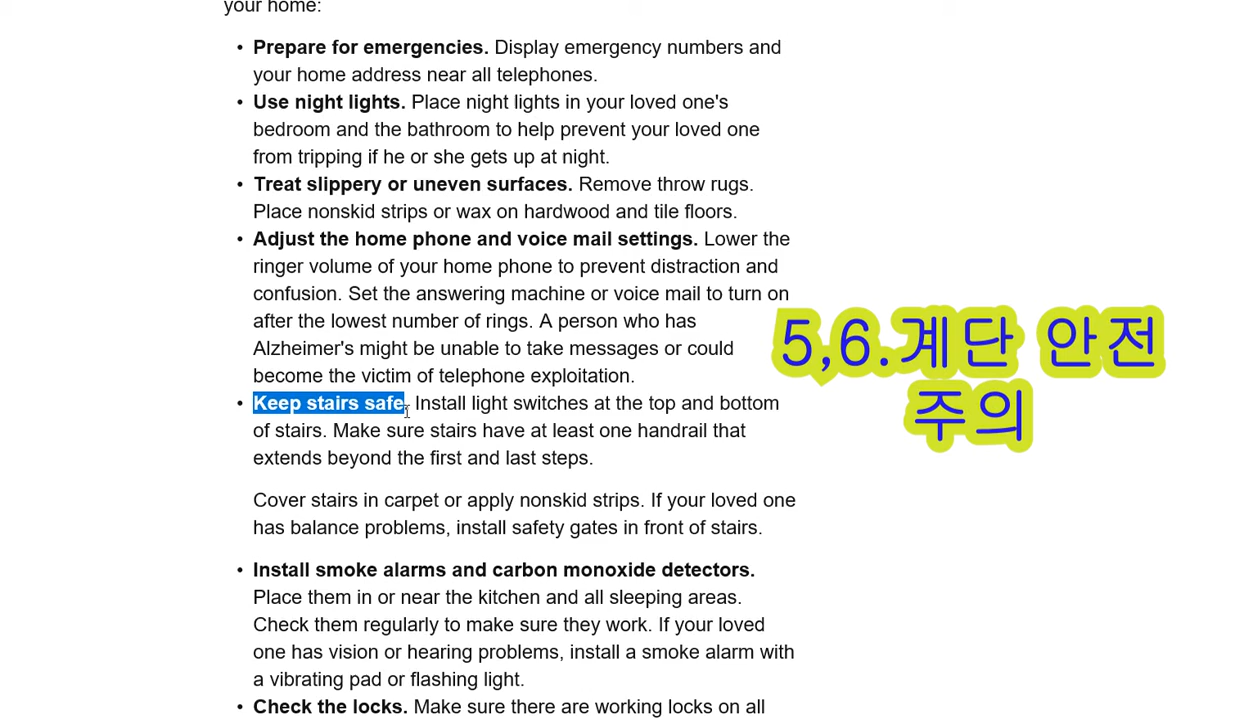 your home:
• Prepare for emergencies. Display emergency numbers and
your home address near all telephones.
• Use night lights. Place night lights in your loved one's
bedroom and the bathroom to help prevent your loved one
from tripping if he or she gets up at night.
• Treat slippery or uneven surfaces. Remove throw rugs.
Place nonskid strips or wax on hardwood and tile floors.
• Adjust the home phone and voice mail settings. Lower the
ringer volume of your home phone to prevent distraction and
confusion. Set the answering machine or voice mail to turn on
after the lowest number of rings. A person who has
Alzheimer's might be unable to take messages or could
become the victim of telephone exploitation.
• Keep stairs safe. Install light switches at the top and bottom
of stairs. Make sure stairs have at least one handrail that
extends beyond the first and last steps.
Cover stairs in carpet or apply nonskid strips. If your loved one
has balance problems, install safety gates in front of stairs.
• Install smoke alarms and carbon monoxide detectors.
Place them in or near the kitchen and all sleeping areas.
Check them regularly to make sure they work. If your loved
one has vision or hearing problems, install a smoke alarm with
a vibrating pad or flashing light.
• Check the locks. Make sure there are working locks on all
5,6.계단 안전
주의